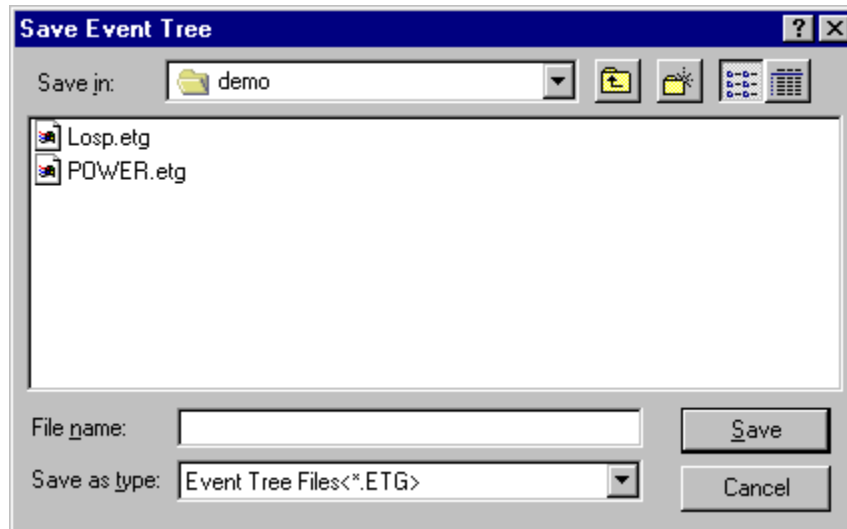 Save Event Tree
Save in: demo
Losp.etg
POWER.etg
File name: Save
Save as type: Event Tree Files<*.ETG> Cancel